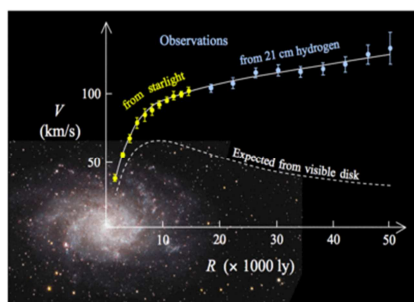 Observations
from 21 cm hydrogen
from starlight
V
(km/s)
100
50
Expected from visible disk
10 20 30 40 50
R (× 1000 ly)